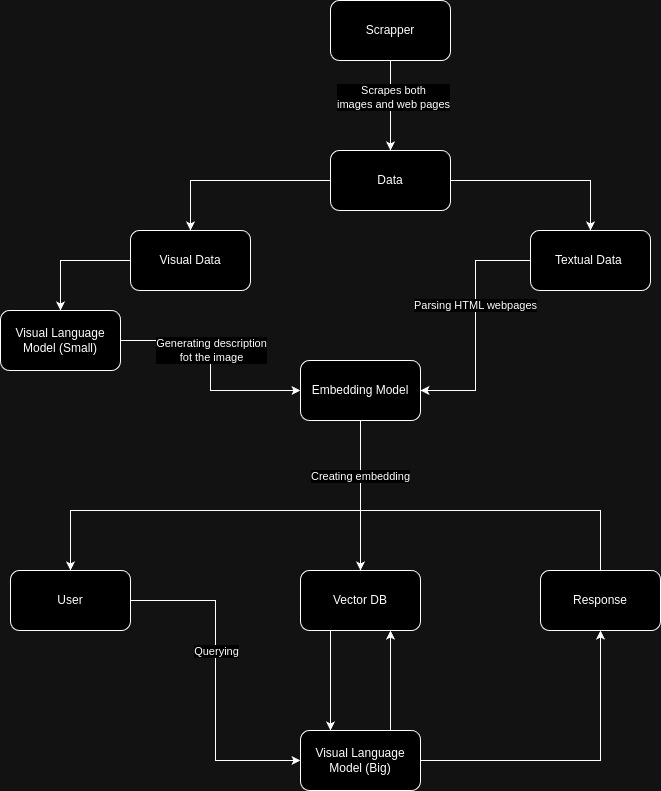 Scrapper
Scrapes both
images and web pages
Data
Visual Data
Textual Data
Parsing HTML webpages
Visual Language
Model (Small)
Generating description
fot the image
Embedding Model
Creating embedding
User
Vector DB
Response
Querying
Visual Language
Model (Big)